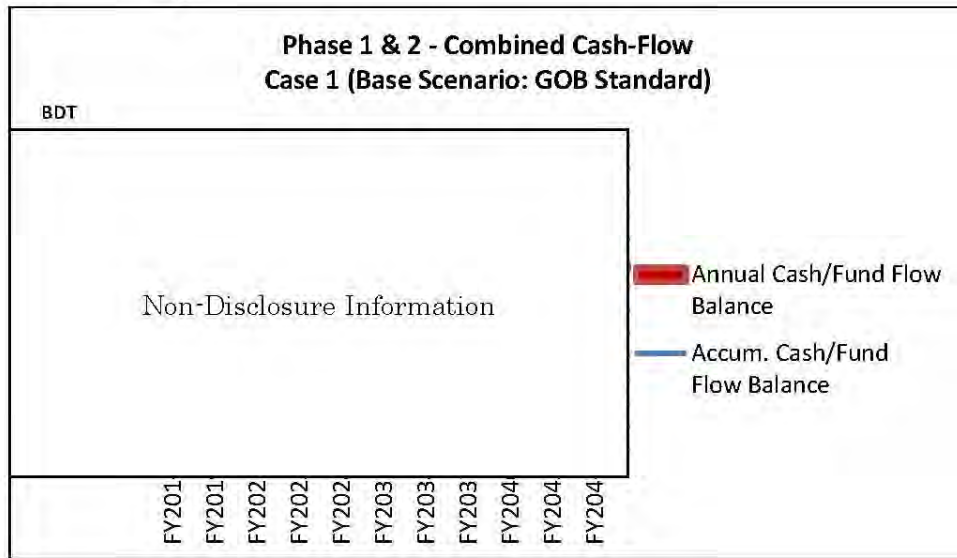 Phase 1 & 2 - Combined Cash-Flow
Case 1 (Base Scenario: GOB Standard)
BDT
Non-Disclosure Information
Annual Cash/Fund Flow
Balance
Accum. Cash/Fund
Flow Balance
FY201
FY201
FY202
FY202
FY202
FY203
FY203
FY203
FY204
FY204
FY204